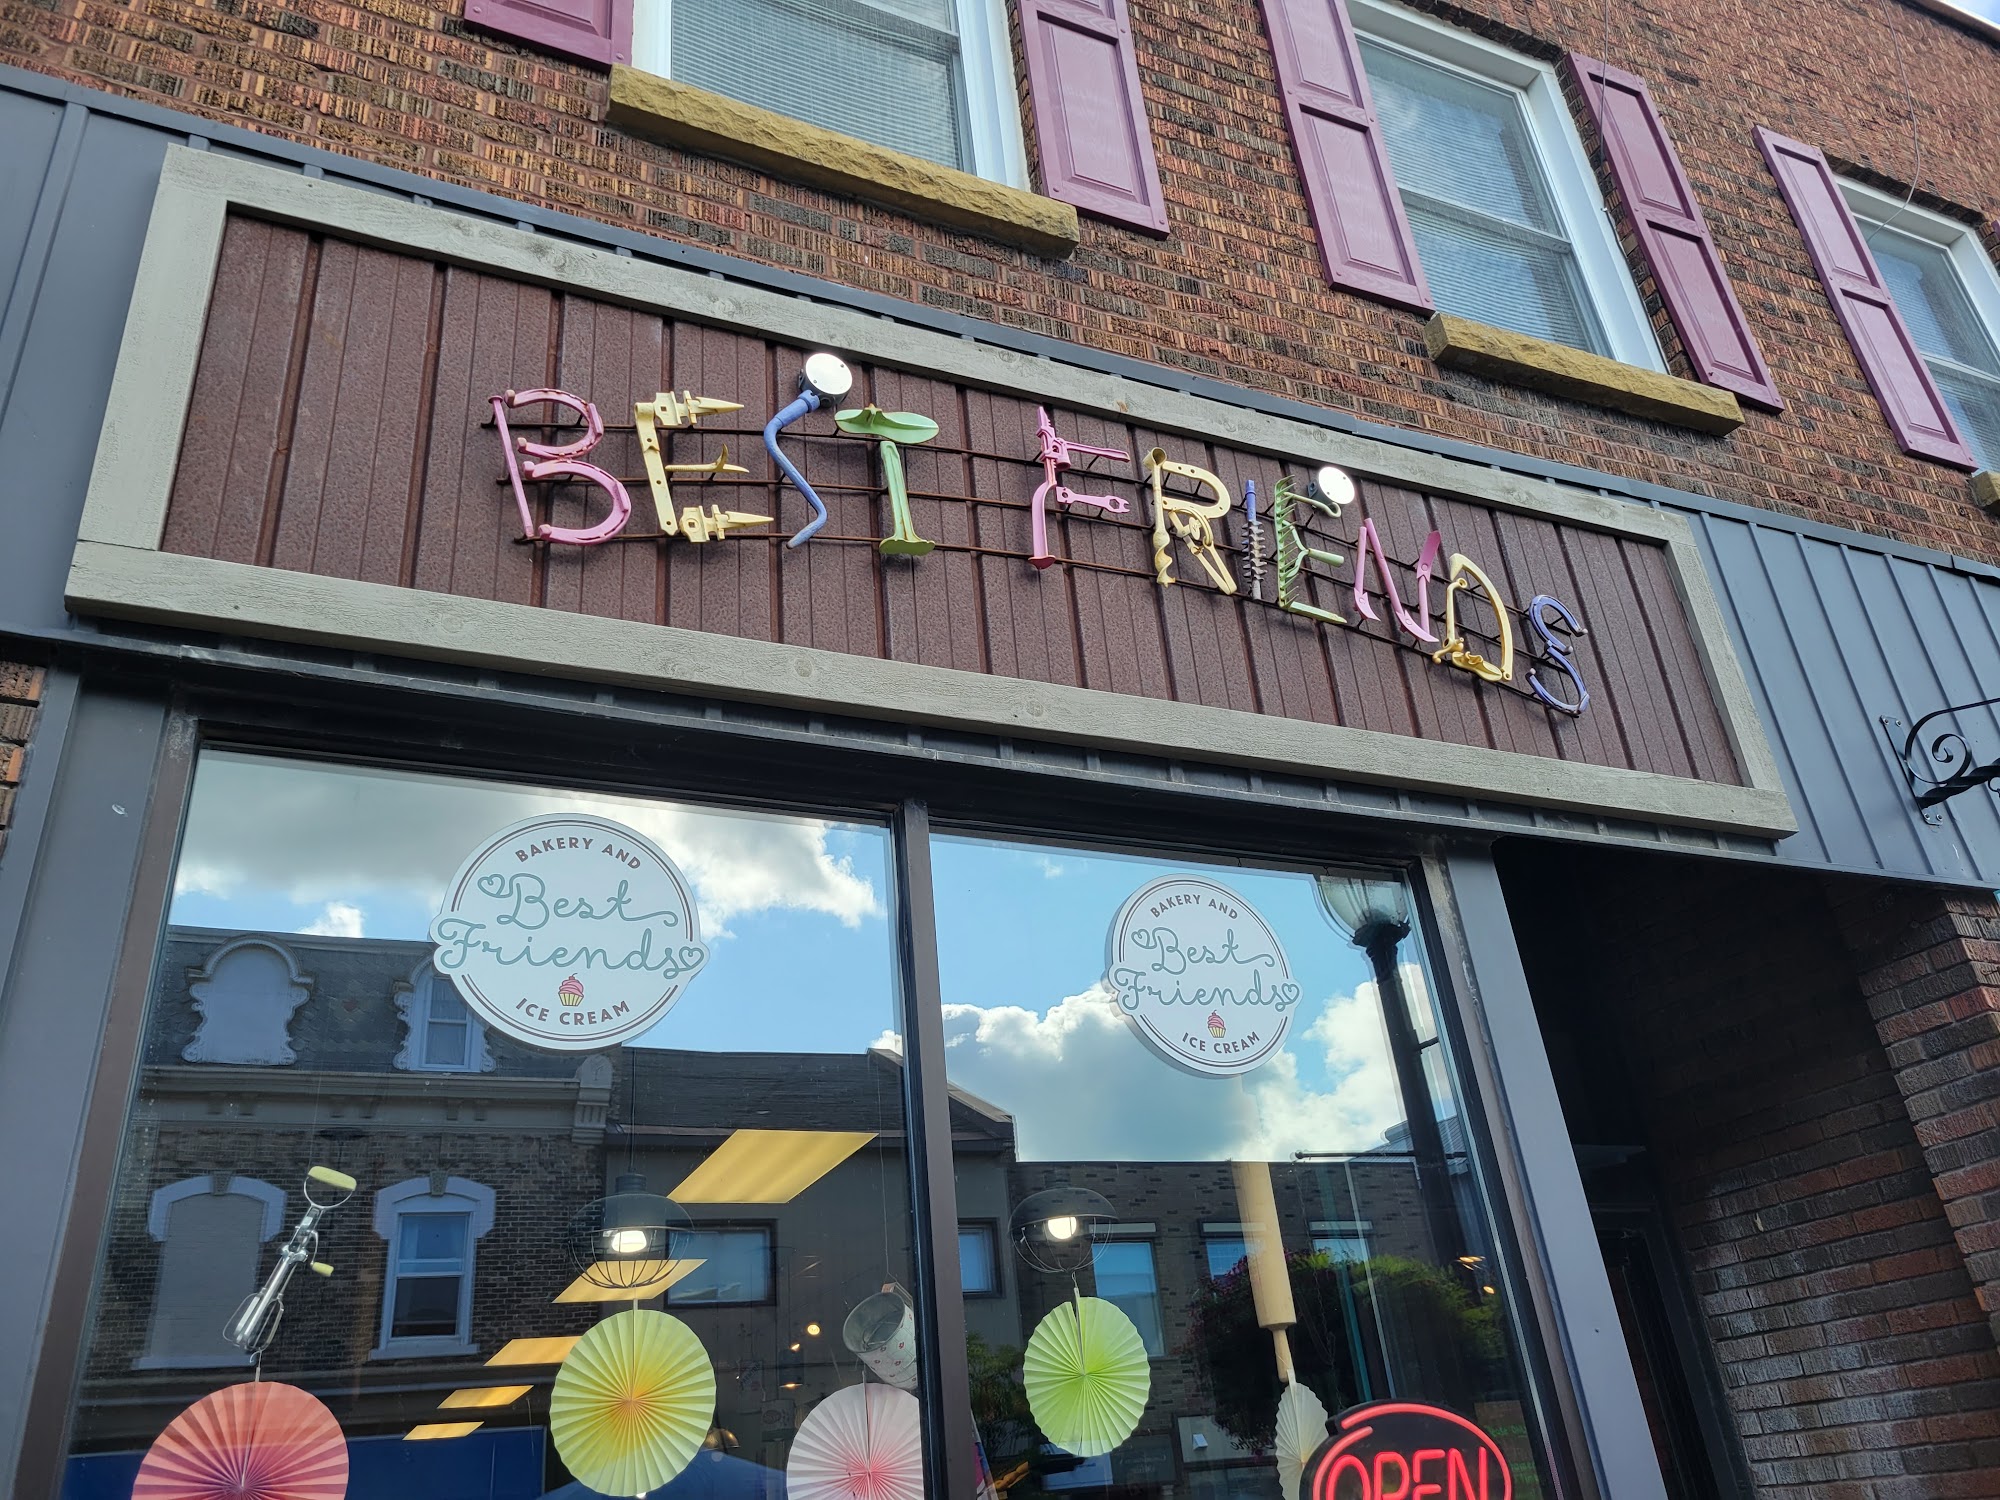 BEST FRIENDS
BAKERY AND
Best
Friends
ICE CREAM
BAKERY AND
Best
Friends
ICE CREAM
OPEN